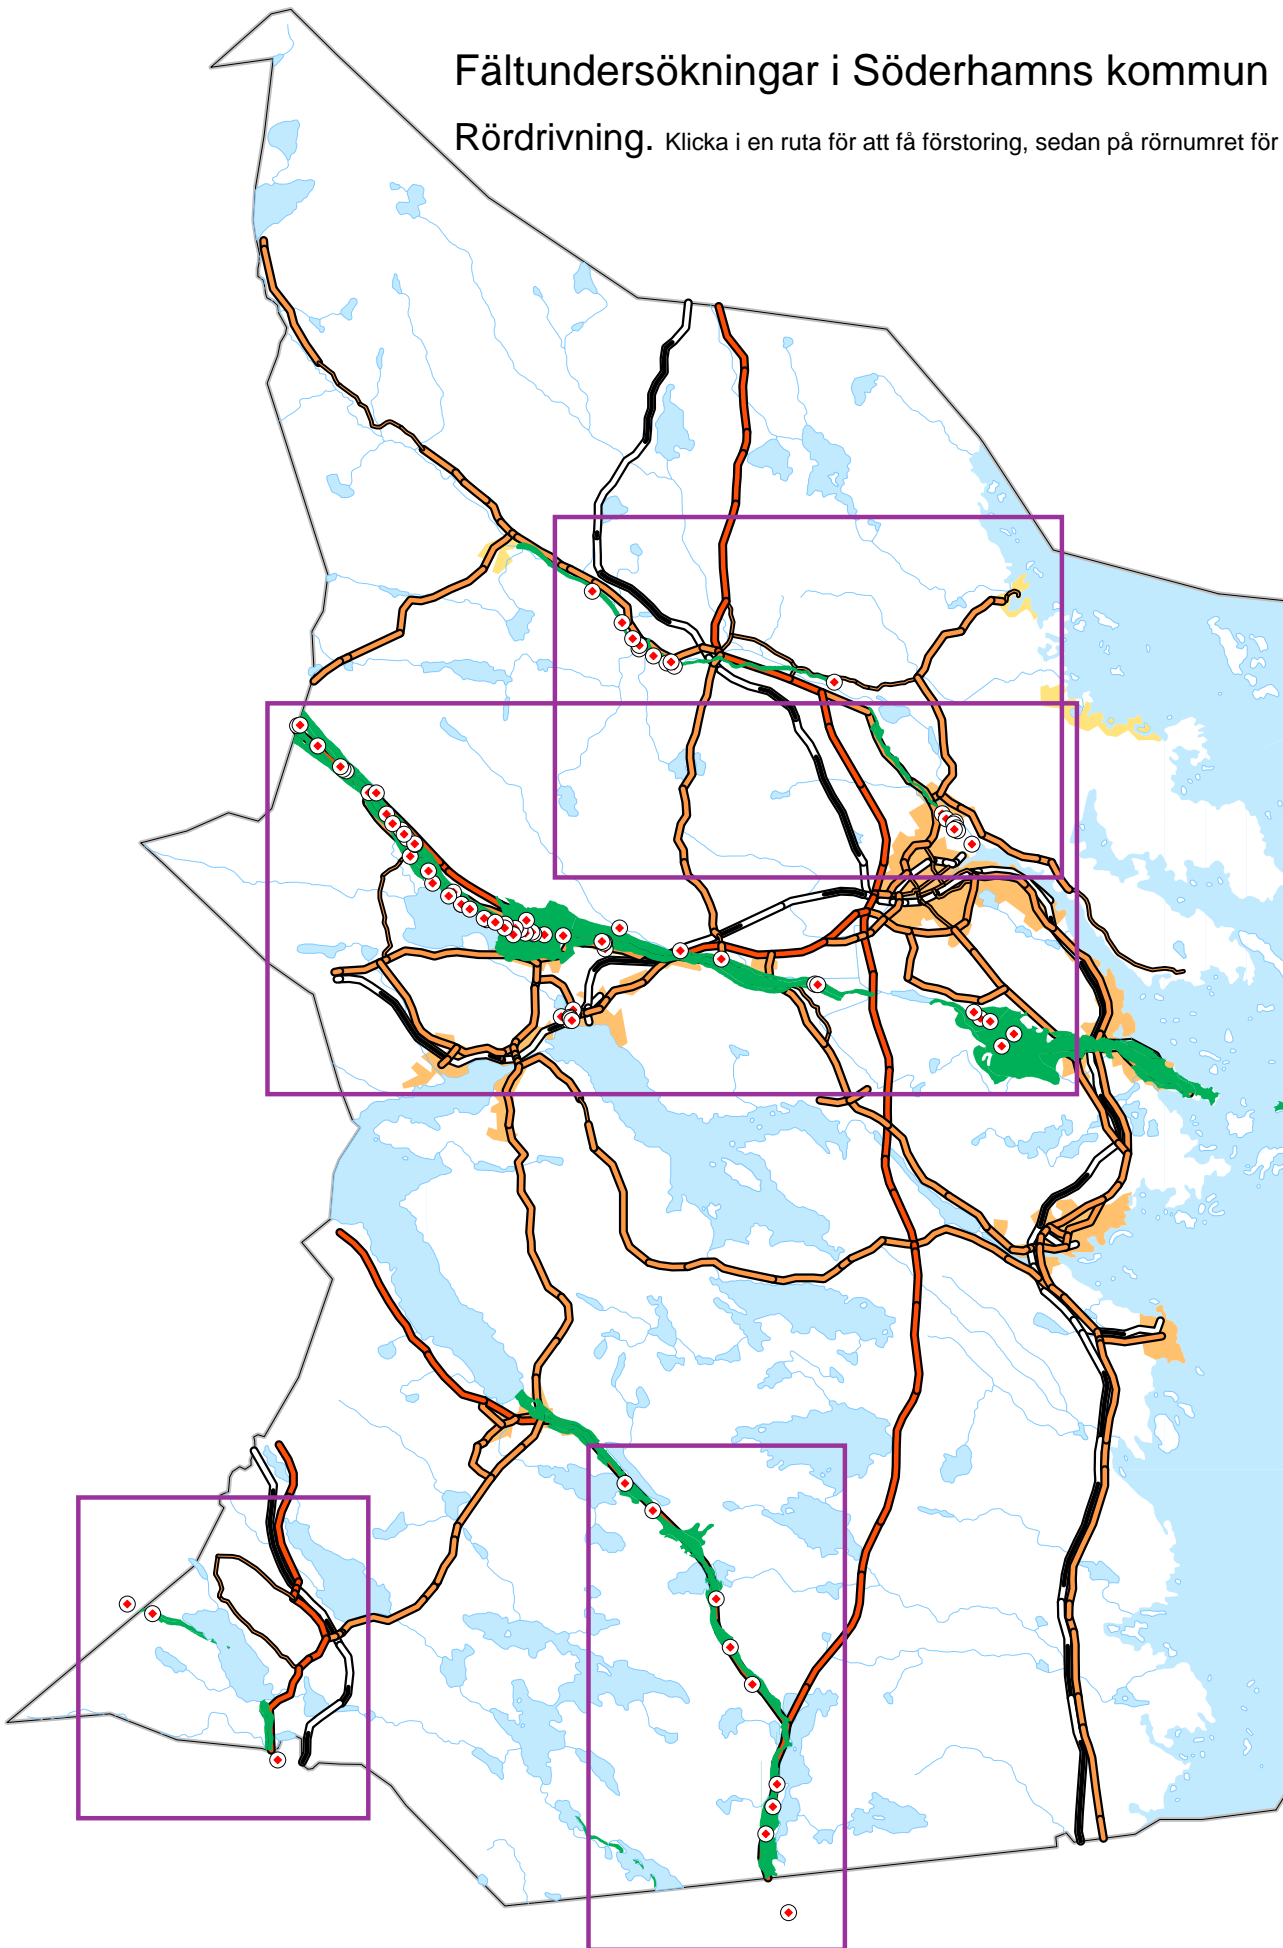 Fältundersökningar i Söderhamns kommun
Rördrivning. Klicka i en ruta för att få förstoring, sedan på rörnumret för